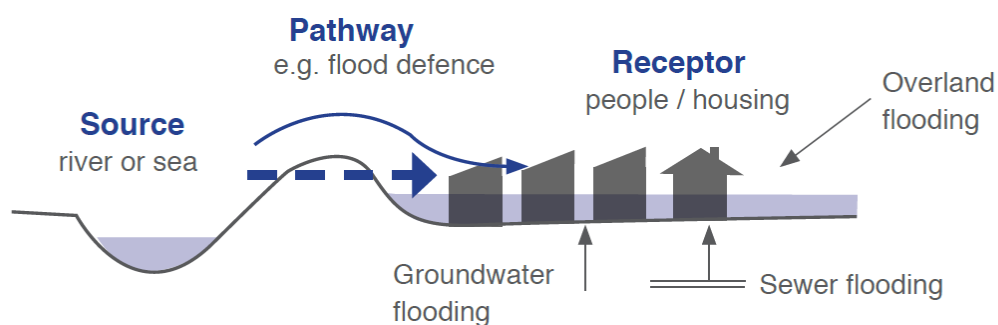 Pathway
e.g. flood defence
Receptor
people / housing
Overland
flooding
Source
river or sea
Groundwater
flooding
Sewer flooding